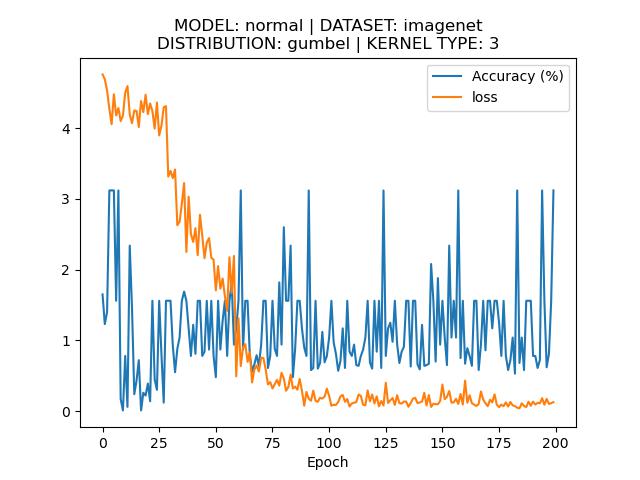 MODEL: normal | DATASET: imagenet
DISTRIBUTION: gumbel | KERNEL TYPE: 3
Accuracy (%)
loss
4
3
2
1
0
0 25 50 75 100 125 150 175 200
Epoch